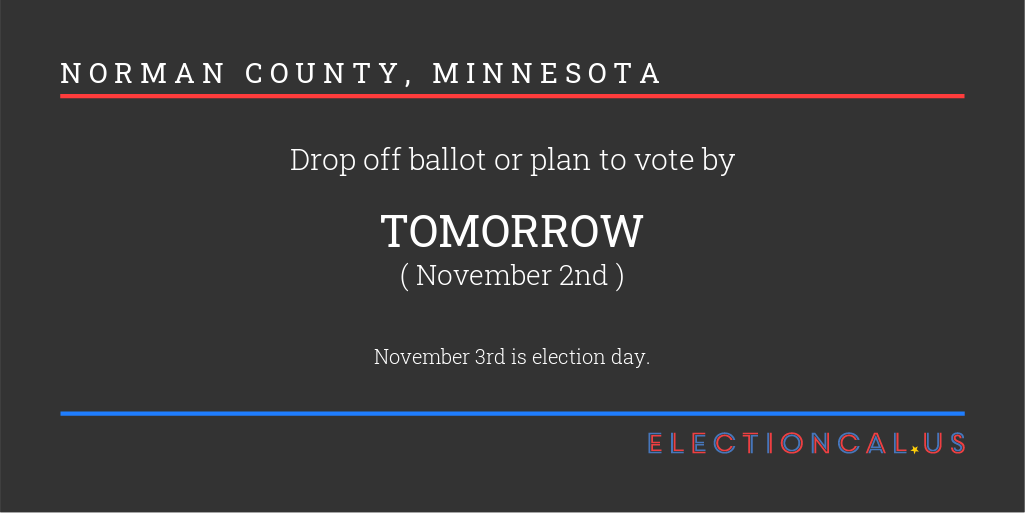 NORMAN COUNTY, MINNESOTA
Drop off ballot or plan to vote by
TOMORROW
( November 2nd )
November 3rd is election day.
ELECTIONCAL.US